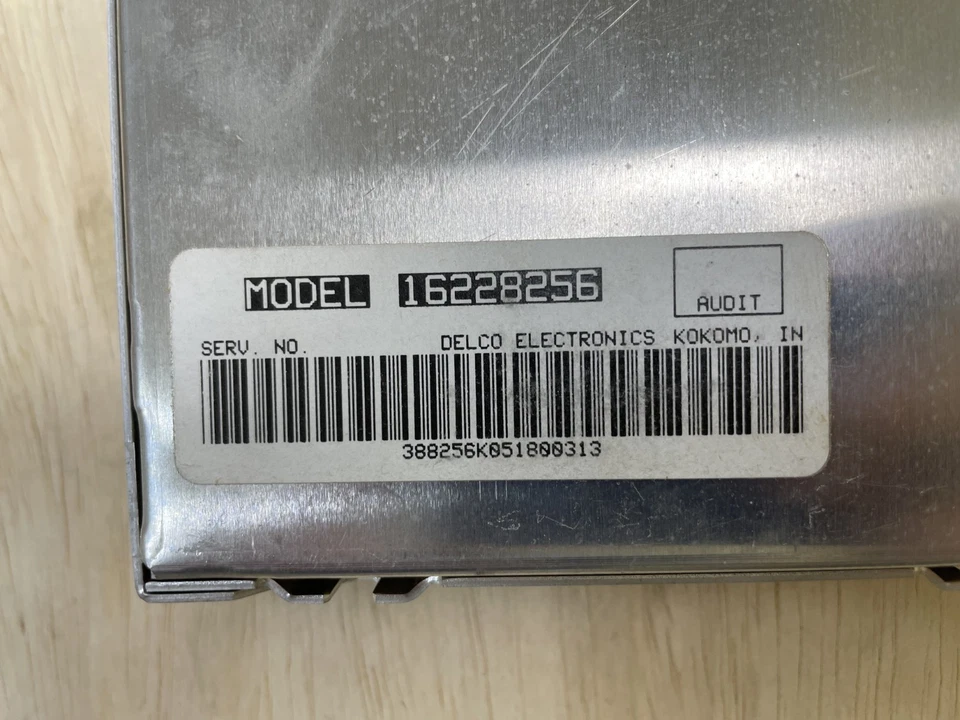 MODEL 16228256
AUDIT
SERV. NO. DELCO ELECTRONICS KOKOMO, IN
388256K051800313